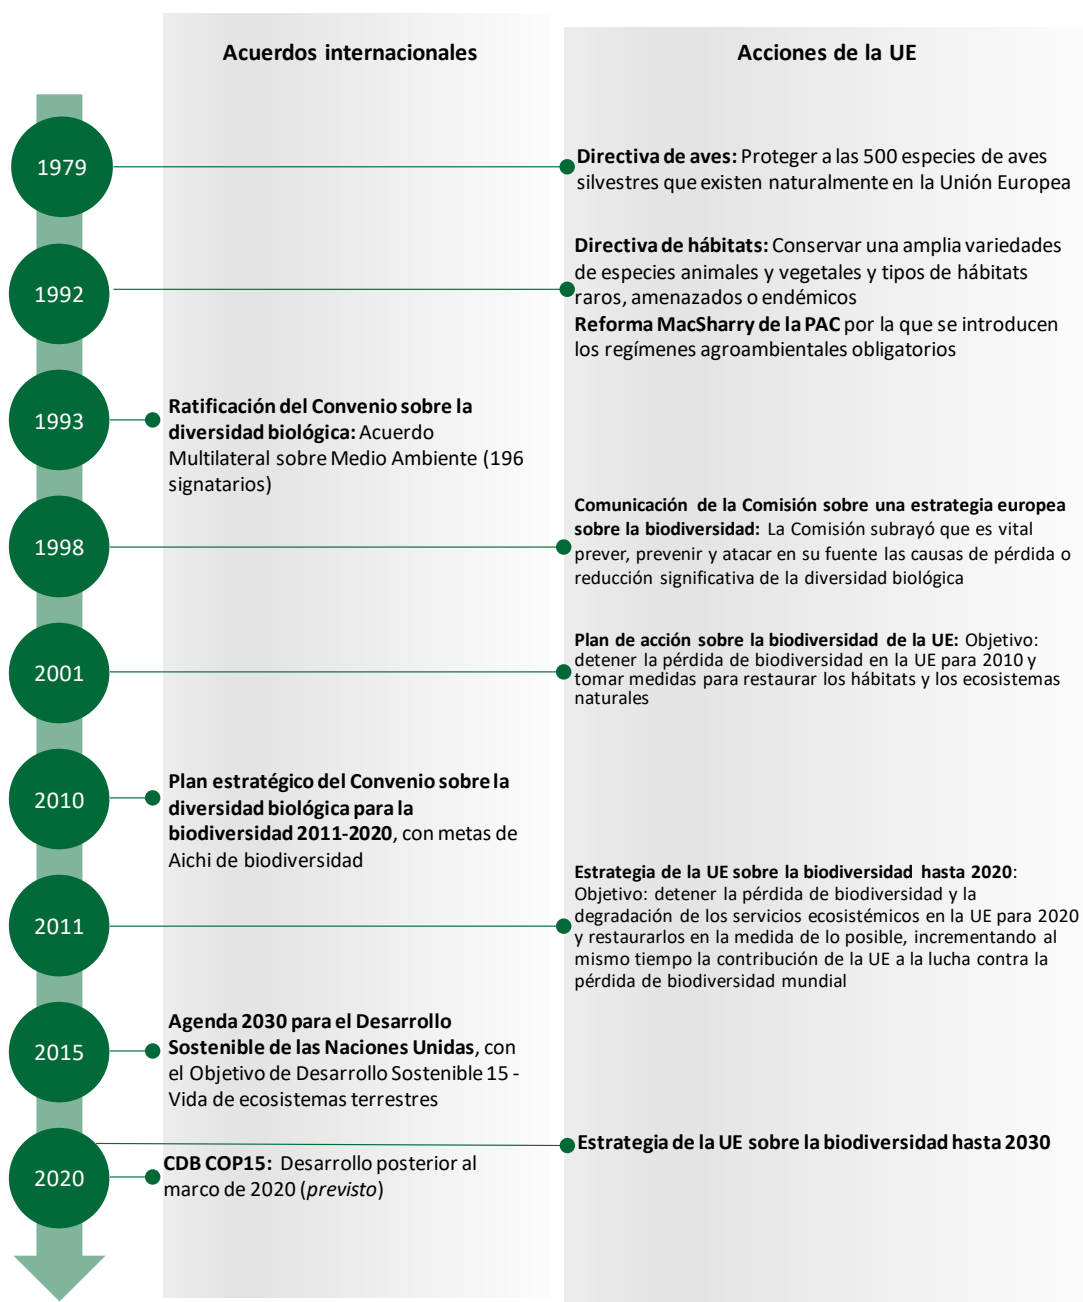 Acuerdos internacionales
Acciones de la UE
1979
Directiva de aves: Proteger a las 500 especies de aves
silvestres que existen naturalmente en la Unión Europea
1992
Directiva de hábitats: Conservar una amplia variedades
de especies animales y vegetales y tipos de hábitats
raros, amenazados o endémicos
Reforma MacSharry de la PAC por la que se introducen
los regímenes agroambientales obligatorios
1993
Ratificación del Convenio sobre la
diversidad biológica: Acuerdo
Multilateral sobre Medio Ambiente (196
signatarios)
1998
Comunicación de la Comisión sobre una estrategia europea
sobre la biodiversidad: La Comisión subrayó que es vital
prever, prevenir y atacar en su fuente las causas de pérdida o
reducción significativa de la diversidad biológica
2001
Plan de acción sobre la biodiversidad de la UE: Objetivo:
detener la pérdida de biodiversidad en la UE para 2010 y
tomar medidas para restaurar los hábitats y los ecosistemas
naturales
2010
Plan estratégico del Convenio sobre la
diversidad biológica para la
biodiversidad 2011-2020, con metas de
Aichi de biodiversidad
2011
Estrategia de la UE sobre la biodiversidad hasta 2020:
Objetivo: detener la pérdida de biodiversidad y la
degradación de los servicios ecosistémicos en la UE para 2020
y restaurarlos en la medida de lo posible, incrementando al
mismo tiempo la contribución de la UE a la lucha contra la
pérdida de biodiversidad mundial
2015
Agenda 2030 para el Desarrollo
Sostenible de las Naciones Unidas, con
el Objetivo de Desarrollo Sostenible 15 -
Vida de ecosistemas terrestres
2020
Estrategia de la UE sobre la biodiversidad hasta 2030
CDB COP15: Desarrollo posterior al
marco de 2020 (previsto)